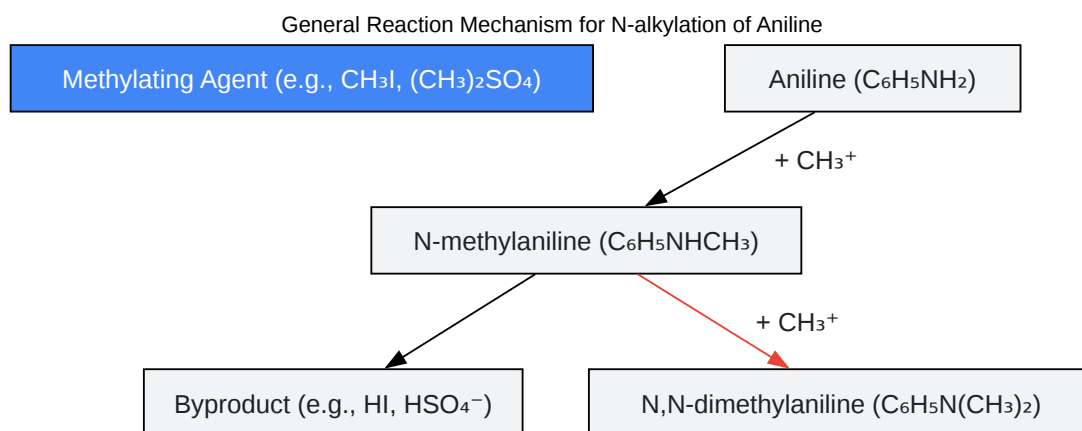 General Reaction Mechanism for N-alkylation of Aniline
Methylating Agent (e.g., CH₃I, (CH₃)₂SO₄)
Aniline (C₆H₅NH₂)
+ CH₃⁺
N-methylaniline (C₆H₅NHCH₃)
+ CH₃⁺
Byproduct (e.g., HI, HSO₄⁻)
N,N-dimethylaniline (C₆H₅N(CH₃)₂)